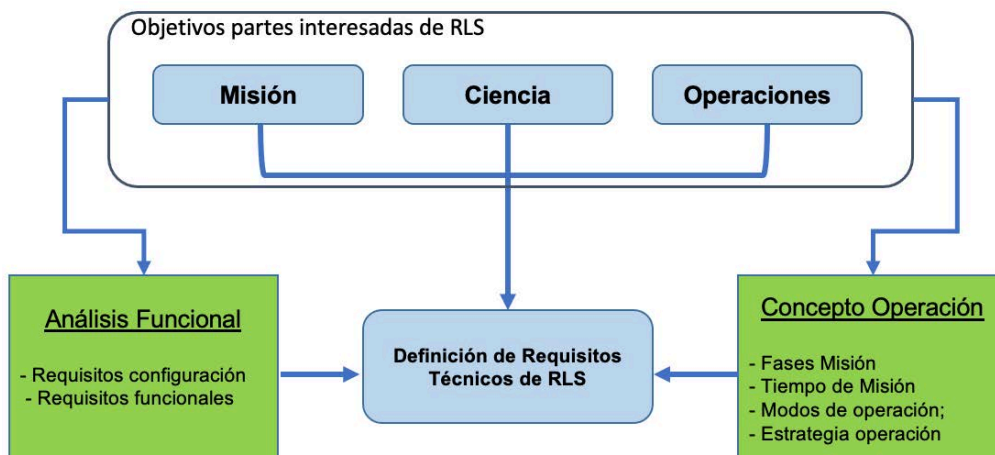 Objetivos partes interesadas de RLS
Misión
Ciencia
Operaciones
Análisis Funcional
- Requisitos configuración
- Requisitos funcionales
Definición de Requisitos
Técnicos de RLS
Concepto Operación
- Fases Misión
- Tiempo de Misión
- Modos de operación;
- Estrategia operación